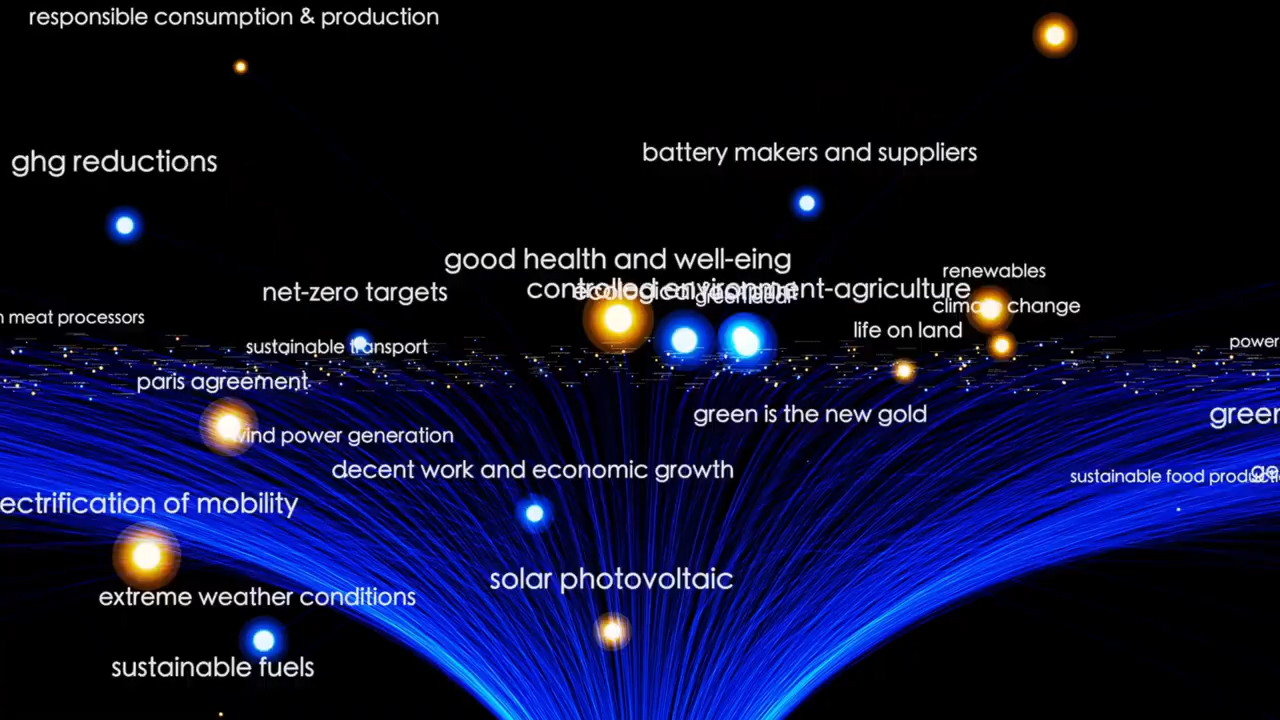 responsible consumption & production
battery makers and suppliers
ghg reductions
good health and well-eing
renewables
controlled environment-agriculture
net-zero targets
climate change
n meat processors
life on land
power
sustainable transport
paris agreement
green is the new gold
green
wind power generation
decent work and economic growth
sustainable food producti
ge
ectrification of mobility
solar photovoltaic
extreme weather conditions
sustainable fuels